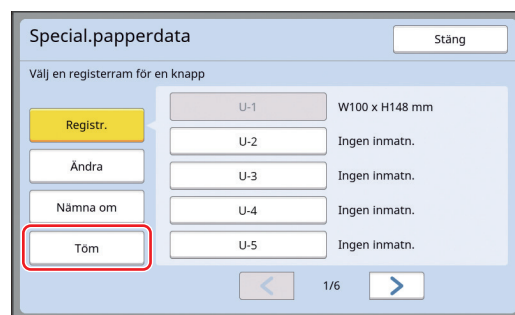 Special.papperdata
Stäng
Välj en registerram för en knapp
Registr.
Ändra
Nämna om
Töm
U-1 W100 x H148 mm
U-2 Ingen inmatn.
U-3 Ingen inmatn.
U-4 Ingen inmatn.
U-5 Ingen inmatn.
1/6